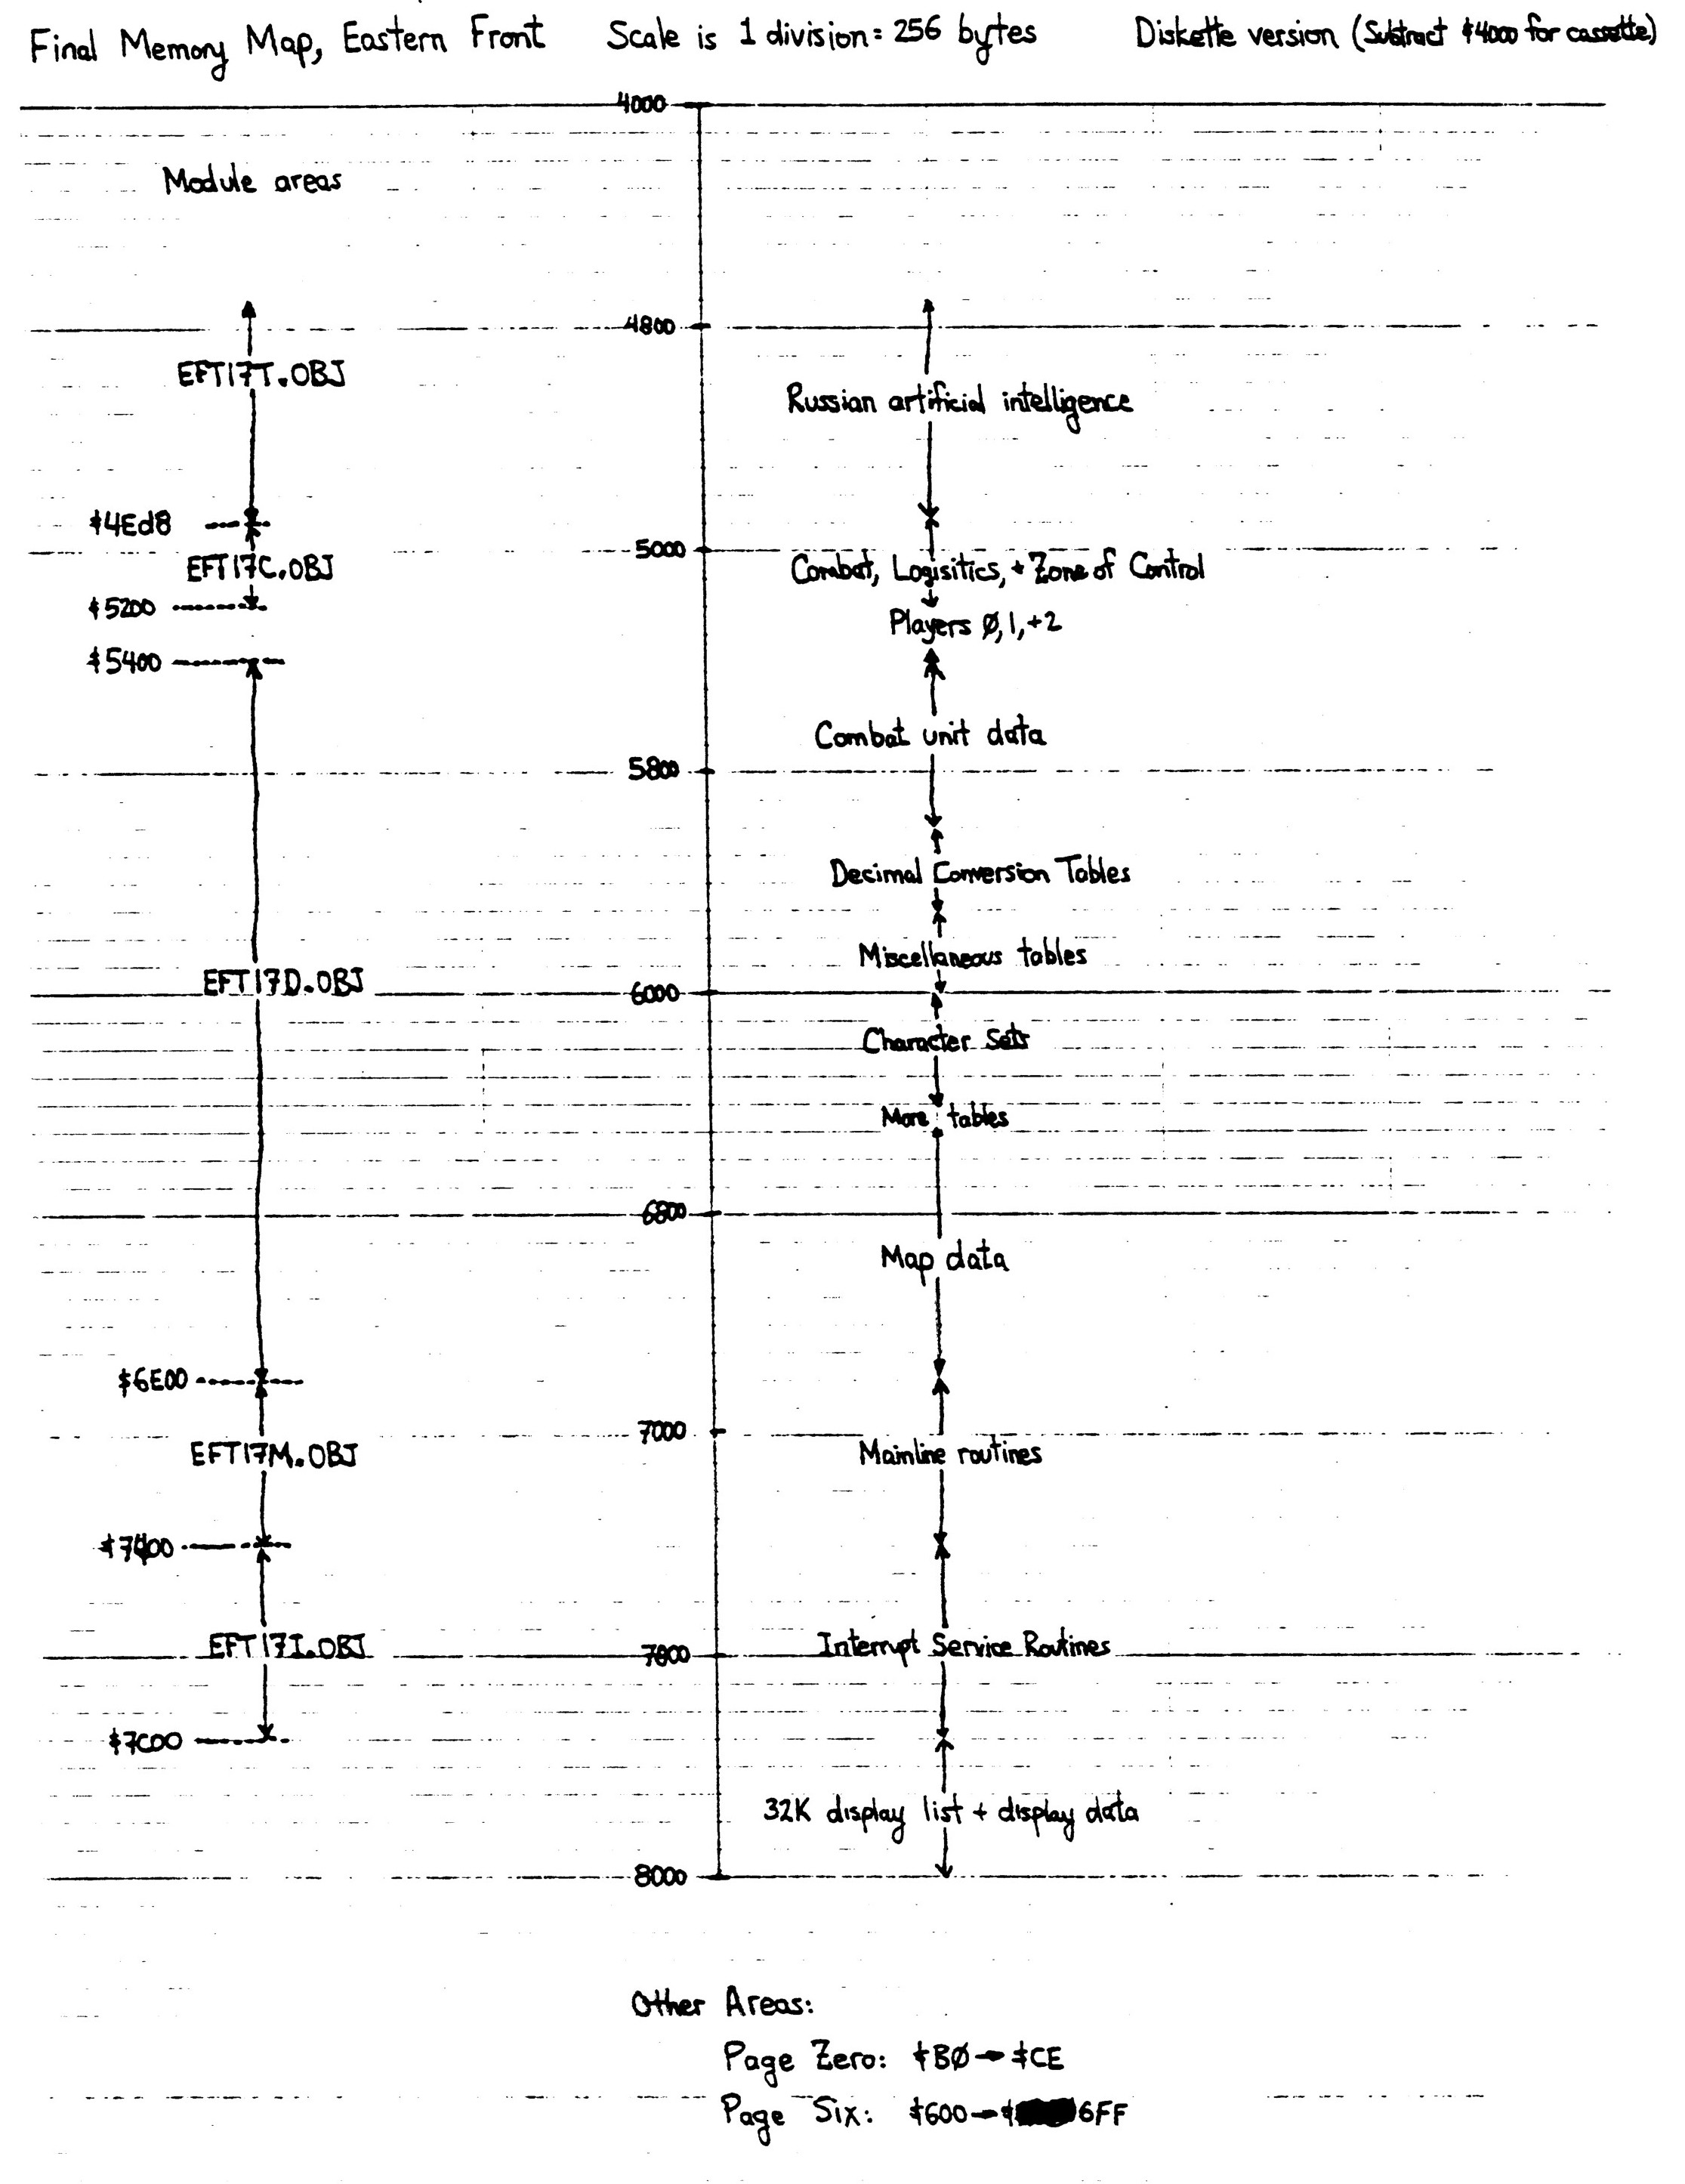 Final Memory Map, Eastern Front Scale is 1 division = 256 bytes Diskette version (Subtract $4000 for cassette)
4000
Module areas
4800
EFT17T.OBJ
Russian artificial intelligence
$4Ed8
5000
EFT17C.OBJ
Combat, Logisitics, + Zone of Control
$5200
Players Ø, 1, + 2
$5400
Combat unit data
5800
Decimal Conversion Tables
Miscellaneous tables
EFT17D.OBJ
6000
Character Sets
More tables
6800
Map data
$6E00
7000
EFT17M.OBJ
Mainline routines
$7400
EFT17I.OBJ
7800
Interrupt Service Routines
$7C00
32K display list + display data
8000
Other Areas:
Page Zero: $BØ → $CE
Page Six: $600 → $6FF